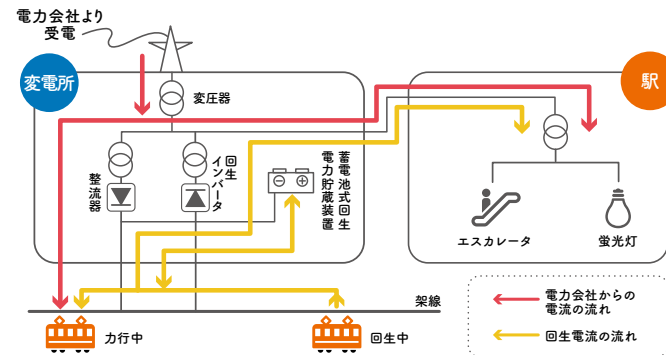 電力会社より
受電
変電所
駅
変圧器
整流器
回生
インバータ
蓄電池式回生
電力貯蔵装置
エスカレータ
蛍光灯
架線
力行中
回生中
電力会社からの
電流の流れ
回生電流の流れ